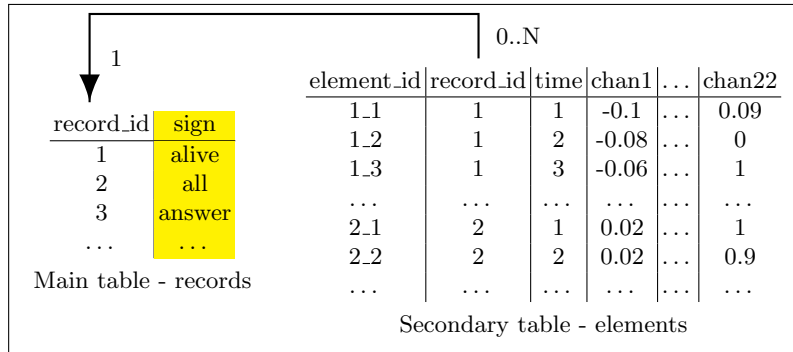 1
0..N
record_id sign
1 alive
2 all
3 answer
... ...
Main table - records
element_id record_id time chan1 ... chan22
1_1 1 1 -0.1 ... 0.09
1_2 1 2 -0.08 ... 0
1_3 1 3 -0.06 ... 1
... ... ... ... ... ...
2_1 2 1 0.02 ... 1
2_2 2 2 0.02 ... 0.9
... ... ... ... ... ...
Secondary table - elements